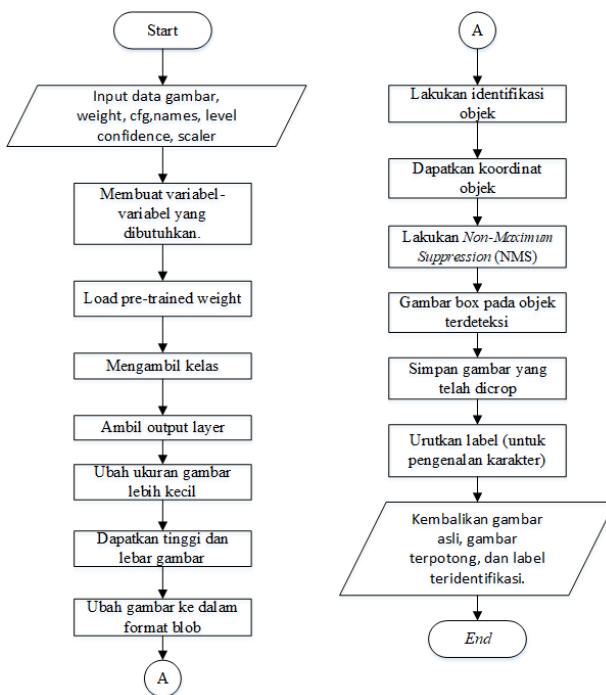 Start
Input data gambar,
weight, cfg,names, level
confidence, scaler
Membuat variabel-
variabel yang
dibutuhkan.
Load pre-trained weight
Mengambil kelas
Ambil output layer
Ubah ukuran gambar
lebih kecil
Dapatkan tinggi dan
lebar gambar
Ubah gambar ke dalam
format blob
A
A
Lakukan identifikasi
objek
Dapatkan koordinat
objek
Lakukan Non-Maximum
Suppression (NMS)
Gambar box pada objek
terdeteksi
Simpan gambar yang
telah dicrop
Urutkan label (untuk
pengenalan karakter)
Kembalikan gambar
asli, gambar
terpotong, dan label
teridentifikasi.
End